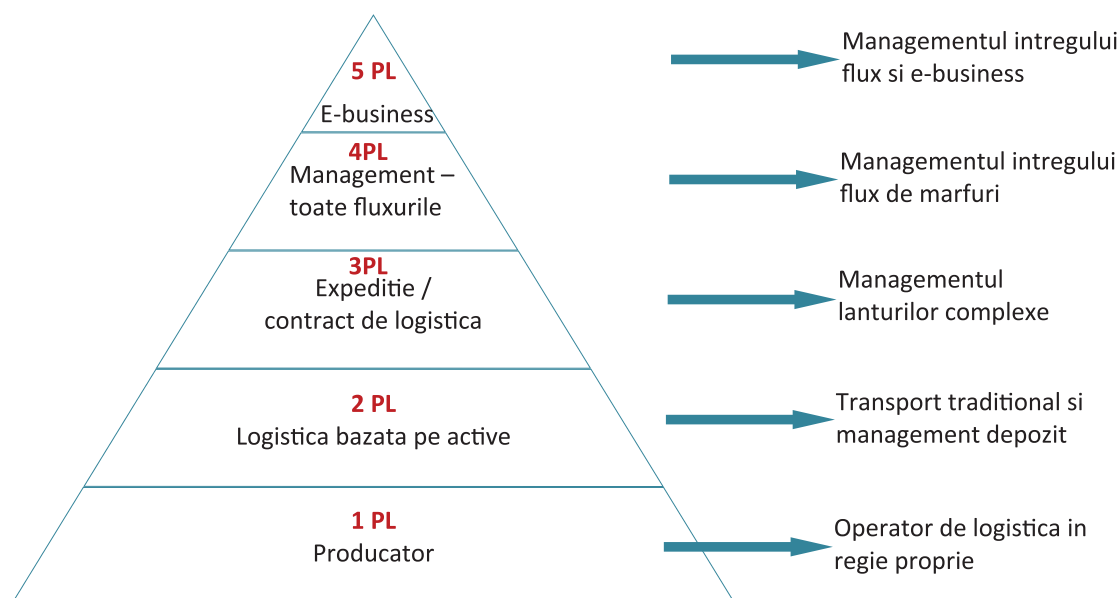 5 PL
E-business
Managementul intregului
flux si e-business
4PL
Management –
toate fluxurile
Managementul intregului
flux de marfuri
3PL
Expeditie /
contract de logistica
Managementul
lanturilor complexe
2 PL
Logistica bazata pe active
Transport traditional si
management depozit
1 PL
Producator
Operator de logistica in
regie proprie